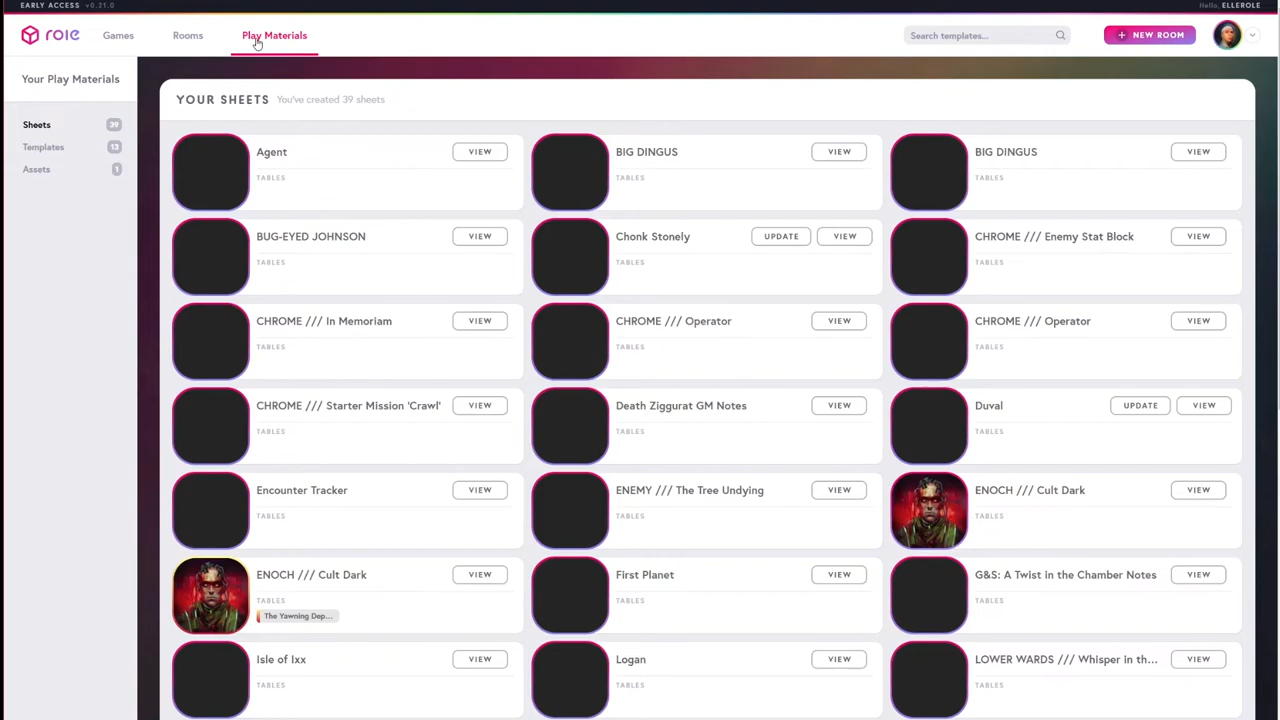 EARLY ACCESS v0.21.0
Hello, ELLEROLE
role
Games
Rooms
Play Materials
Search templates...
+ NEW ROOM
Your Play Materials
Sheets 39
Templates 13
Assets 1
YOUR SHEETS You've created 39 sheets
Agent VIEW
TABLES
BIG DINGUS VIEW
TABLES
BIG DINGUS VIEW
TABLES
BUG-EYED JOHNSON VIEW
TABLES
Chonk Stonely UPDATE VIEW
TABLES
CHROME /// Enemy Stat Block VIEW
TABLES
CHROME /// In Memoriam VIEW
TABLES
CHROME /// Operator VIEW
TABLES
CHROME /// Operator VIEW
TABLES
CHROME /// Starter Mission 'Crawl' VIEW
TABLES
Death Ziggurat GM Notes VIEW
TABLES
Duval UPDATE VIEW
TABLES
Encounter Tracker VIEW
TABLES
ENEMY /// The Tree Undying VIEW
TABLES
ENOCH /// Cult Dark VIEW
TABLES
ENOCH /// Cult Dark VIEW
TABLES
The Yawning Dep...
First Planet VIEW
TABLES
G&S: A Twist in the Chamber Notes VIEW
TABLES
Isle of Ixx VIEW
TABLES
Logan VIEW
TABLES
LOWER WARDS /// Whisper in th... VIEW
TABLES